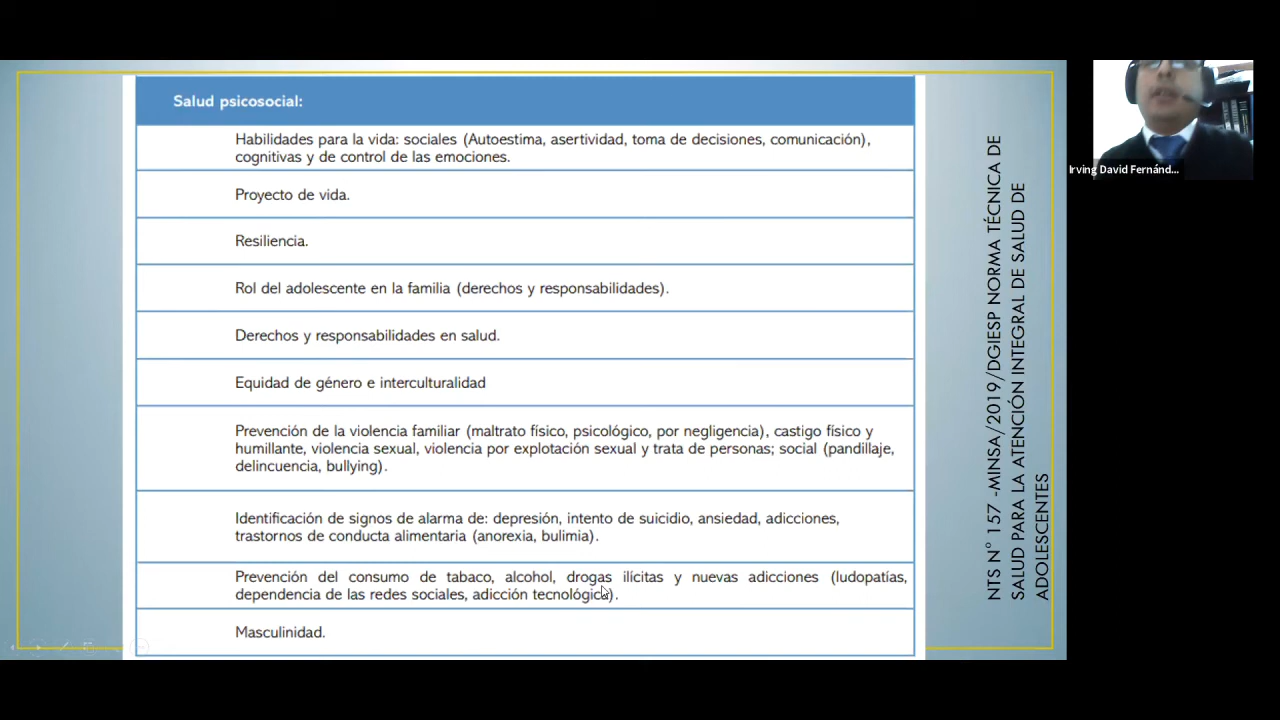 Salud psicosocial:
Habilidades para la vida: sociales (Autoestima, asertividad, toma de decisiones, comunicación),
cognitivas y de control de las emociones.
Proyecto de vida.
Resiliencia.
Rol del adolescente en la familia (derechos y responsabilidades).
Derechos y responsabilidades en salud.
Equidad de género e interculturalidad
Prevención de la violencia familiar (maltrato físico, psicológico, por negligencia), castigo físico y
humillante, violencia sexual, violencia por explotación sexual y trata de personas; social (pandillaje,
delincuencia, bullying).
Identificación de signos de alarma de: depresión, intento de suicidio, ansiedad, adicciones,
trastornos de conducta alimentaria (anorexia, bulimia).
Prevención del consumo de tabaco, alcohol, drogas ilícitas y nuevas adicciones (ludopatías,
dependencia de las redes sociales, adicción tecnológica).
Masculinidad.
NTS N° 157 -MINSA/2019/DGIESP NORMA TÉCNICA DE
SALUD PARA LA ATENCIÓN INTEGRAL DE SALUD DE
ADOLESCENTES
Irving David Fernánd...